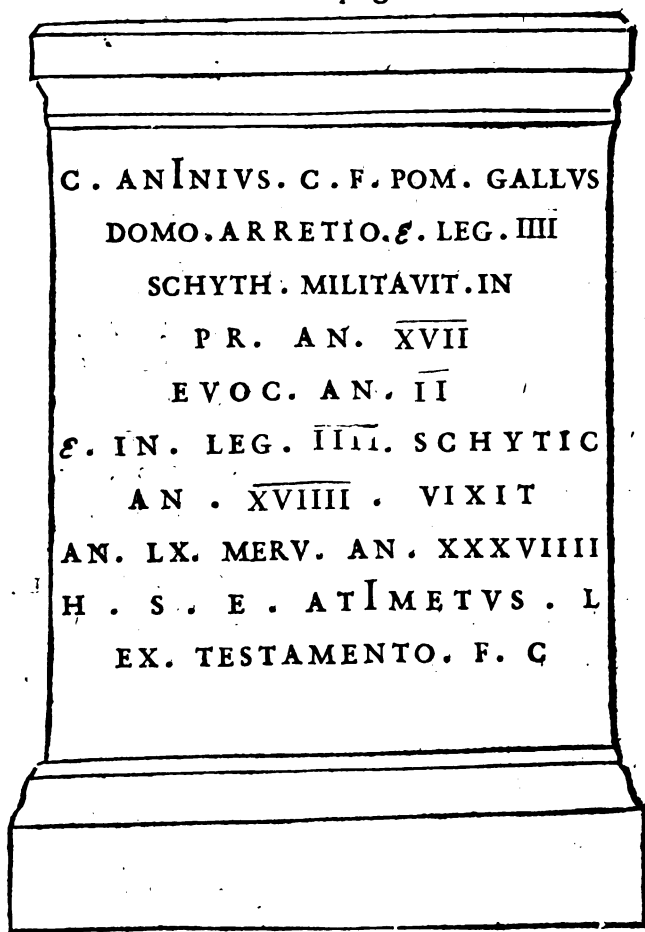 C . ANINIVS . C . F . POM . GALLVS
DOMO . ARRETIO . Ɛ . LEG . IIII
SCHYTH . MILITAVIT . IN
PR . AN . XVII
EVOC . AN . II
Ɛ . IN . LEG . IIII . SCHYTIC
AN . XVIIII . VIXIT
AN . LX . MERV . AN . XXXVIIII
H . S . E . ATIMETVS . L
EX . TESTAMENTO . F . C